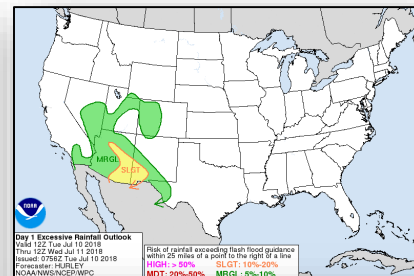 MRGL
SLGT
NOAA
Day 1 Excessive Rainfall Outlook
Valid 12Z Tue Jul 10 2018
Thru 12Z Wed Jul 11 2018
Issued: 0756Z Tue Jul 10 2018
Forecaster: HURLEY
NOAA/NWS/NCEP/WPC
Risk of rainfall exceeding flash flood guidance
within 25 miles of a point to the right of a line
HIGH: > 50% SLGT: 10%-20%
MDT: 20%-50% MRGL: 5%-10%